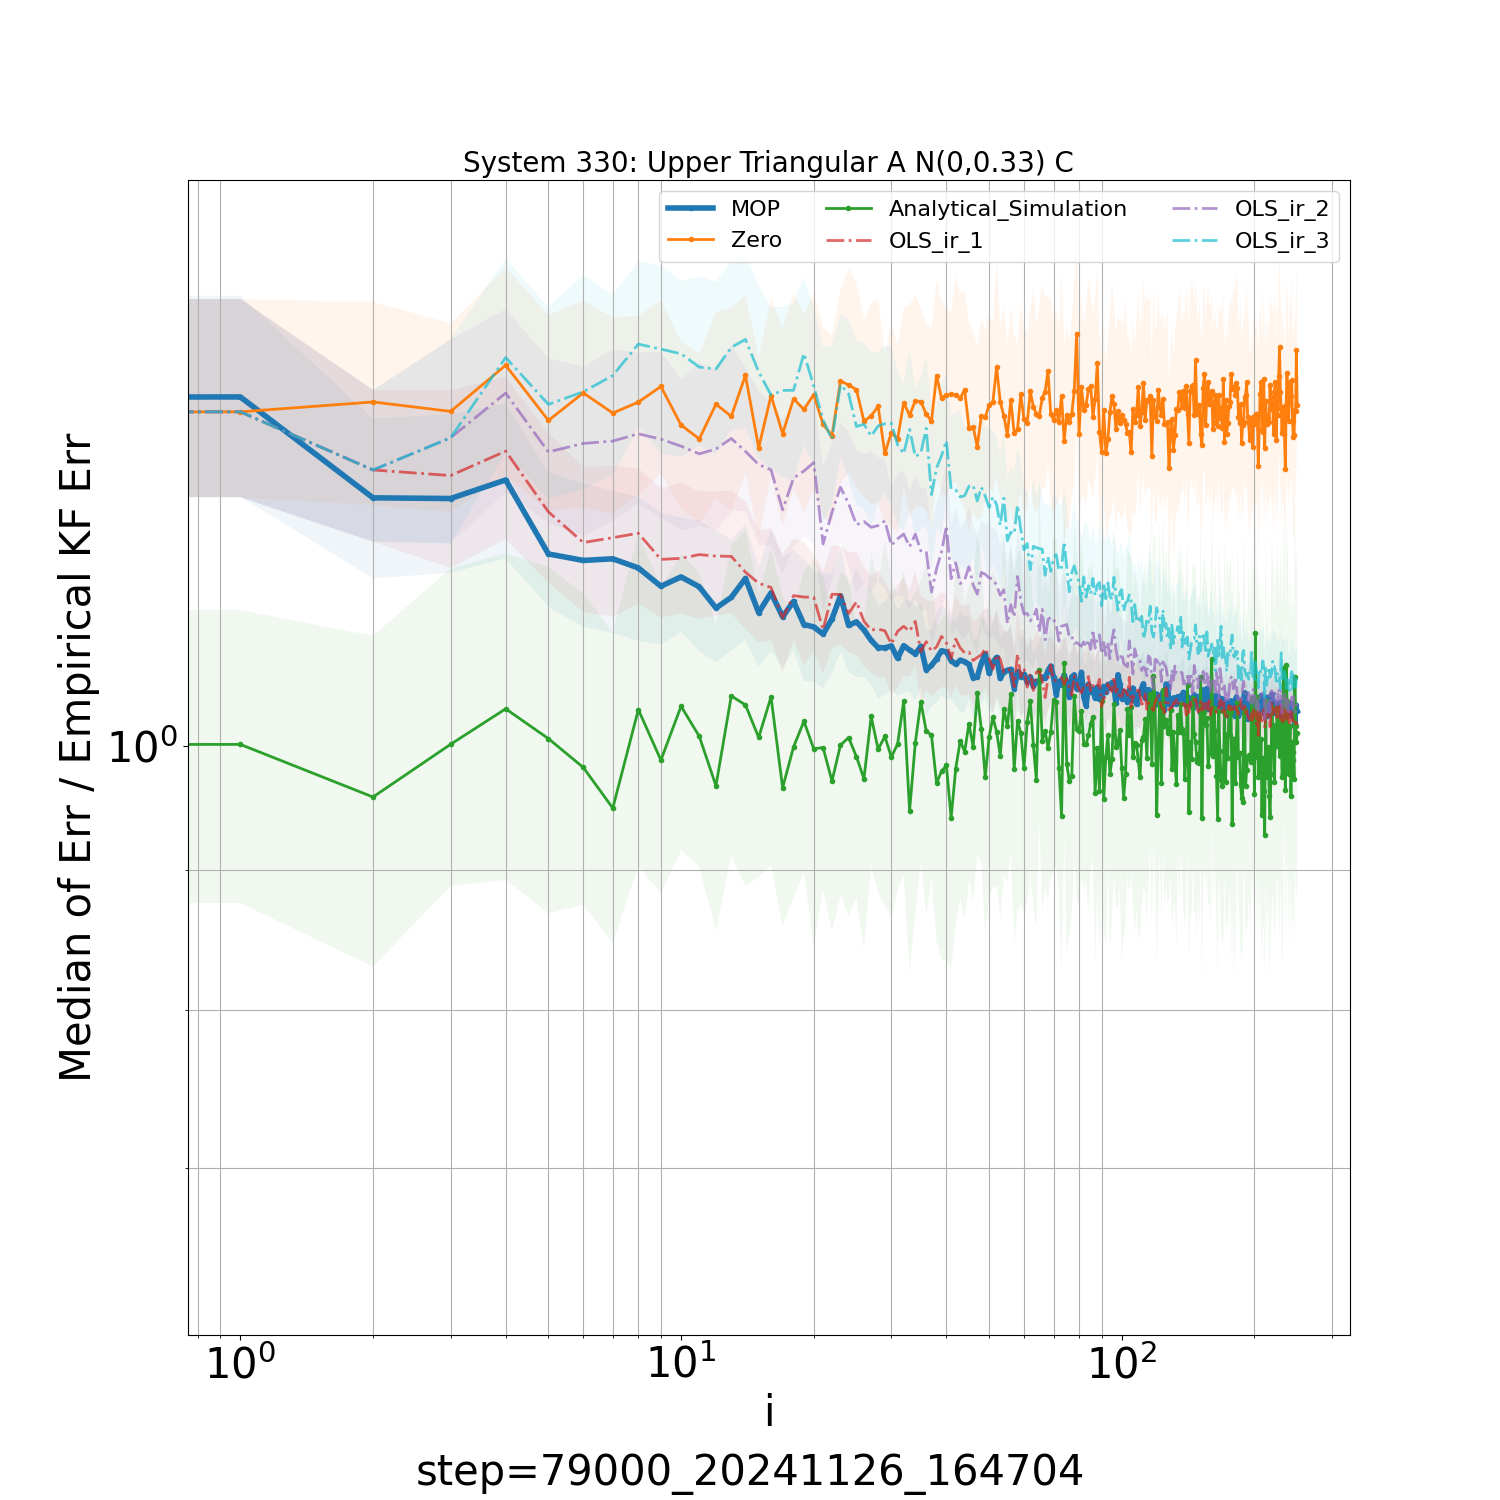 System 330: Upper Triangular A N(0,0.33) C
MOP
Zero
Analytical_Simulation
OLS_ir_1
OLS_ir_2
OLS_ir_3
Median of Err / Empirical KF Err
10⁰
10⁰
10¹
10²
i
step=79000_20241126_164704